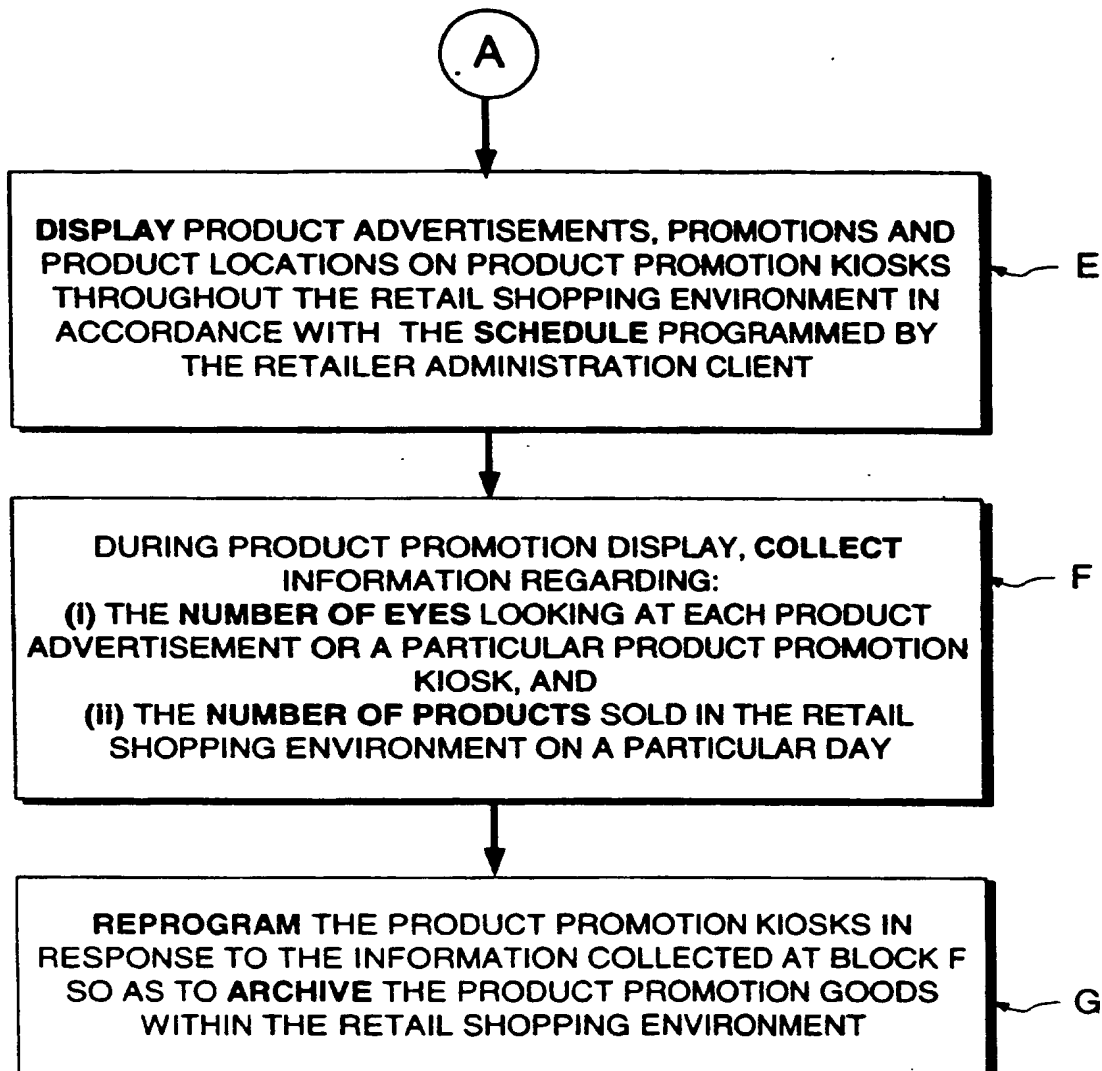 A
DISPLAY PRODUCT ADVERTISEMENTS, PROMOTIONS AND
PRODUCT LOCATIONS ON PRODUCT PROMOTION KIOSKS
THROUGHOUT THE RETAIL SHOPPING ENVIRONMENT IN
ACCORDANCE WITH THE SCHEDULE PROGRAMMED BY
THE RETAILER ADMINISTRATION CLIENT
E
DURING PRODUCT PROMOTION DISPLAY, COLLECT
INFORMATION REGARDING:
(i) THE NUMBER OF EYES LOOKING AT EACH PRODUCT
ADVERTISEMENT OR A PARTICULAR PRODUCT PROMOTION
KIOSK, AND
(ii) THE NUMBER OF PRODUCTS SOLD IN THE RETAIL
SHOPPING ENVIRONMENT ON A PARTICULAR DAY
F
REPROGRAM THE PRODUCT PROMOTION KIOSKS IN
RESPONSE TO THE INFORMATION COLLECTED AT BLOCK F
SO AS TO ARCHIVE THE PRODUCT PROMOTION GOODS
WITHIN THE RETAIL SHOPPING ENVIRONMENT
G